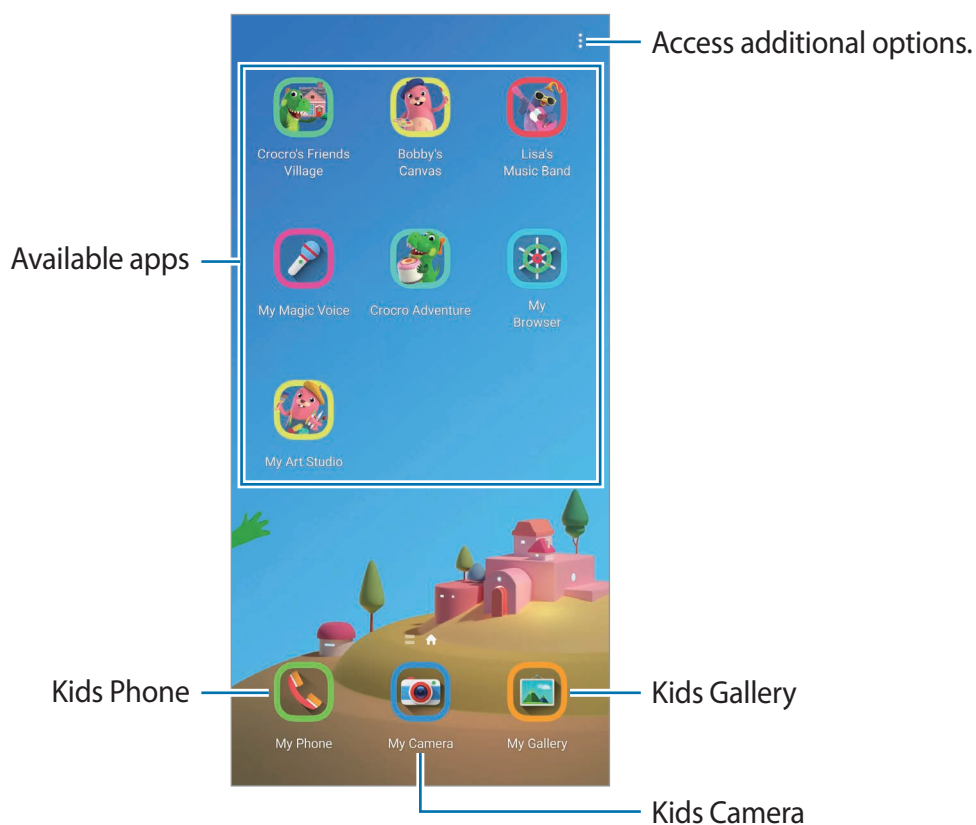 Access additional options.
Crocro's Friends
Village
Bobby's
Canvas
Lisa's
Music Band
Available apps
My Magic Voice
Crocro Adventure
My
Browser
My Art Studio
Kids Phone
Kids Gallery
My Phone
My Camera
My Gallery
Kids Camera